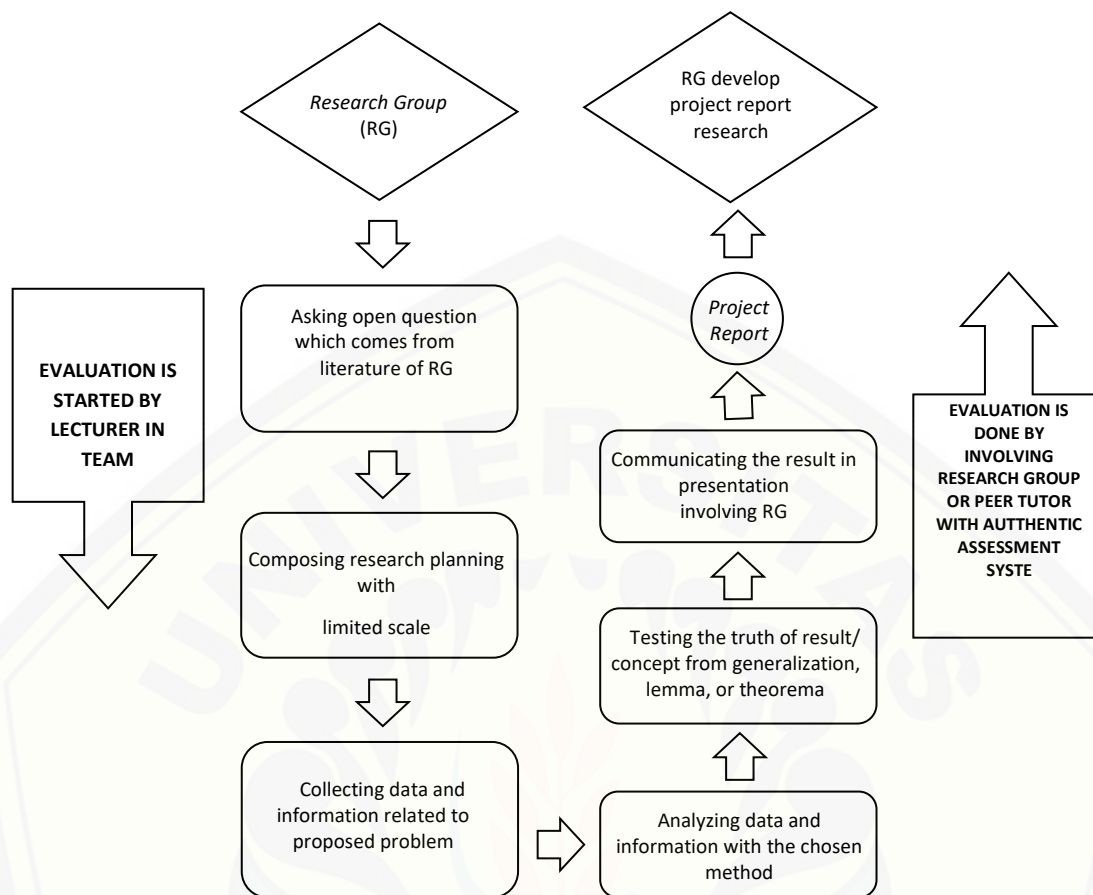 Research Group
(RG)
Asking open question
which comes from
literature of RG
EVALUATION IS
STARTED BY
LECTURER IN
TEAM
Composing research planning
with
limited scale
Collecting data and
information related to
proposed problem
Analyzing data and
information with the chosen
method
Testing the truth of result/
concept from generalization,
lemma, or theorema
Communicating the result in
presentation
involving RG
Project
Report
RG develop
project report
research
EVALUATION IS
DONE BY
INVOLVING
RESEARCH GROUP
OR PEER TUTOR
WITH AUTTHENTIC
ASSESSMENT
SYSTE
UNIVERSITAS